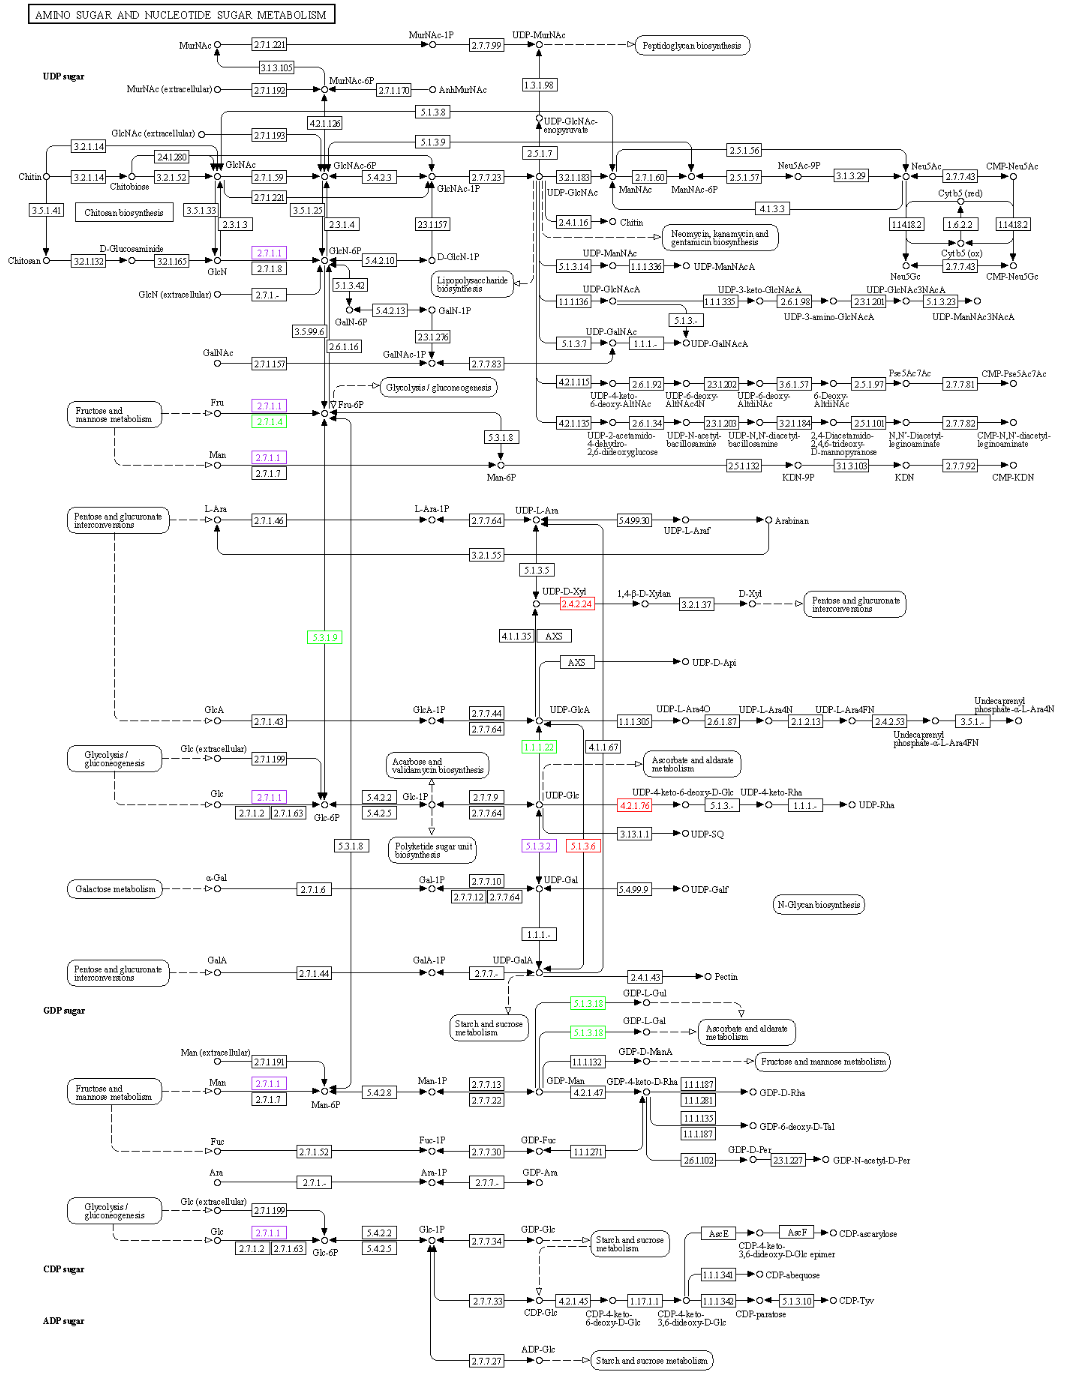 AMINO SUGAR AND NUCLEOTIDE SUGAR METABOLISM
MurNAc
2.7.1.221
MurNAc-1P
2.7.7.99
UDP-MurNAc
Peptidoglycan biosynthesis
3.1.3.105
UDP sugar
MurNAc-6P
MurNAc (extracellular)
2.7.1.192
2.7.1.170
AnhMurNAc
1.3.1.98
5.1.3.8
4.2.1.126
UDP-GlcNAc-
enopyruvate
GlcNAc (extracellular)
2.7.1.193
5.1.3.9
3.2.1.14
2.5.1.7
2.5.1.56
2.4.1.280
GlcNAc
GlcNAc-6P
Neu5Ac-9P
Neu5Ac
CMP-Neu5Ac
Chitin
3.2.1.14
3.2.1.52
2.7.1.59
5.4.2.3
2.7.7.23
3.2.1.183
2.7.1.60
2.5.1.57
3.1.3.29
2.7.7.43
Chitobiose
GlcNAc-1P
UDP-GlcNAc
ManNAc
ManNAc-6P
2.7.1.221
Cytb5 (red)
3.5.1.41
Chitosan biosynthesis
3.5.1.33
3.5.1.25
4.1.3.3
2.3.1.3
2.3.1.4
2.3.1.157
2.4.1.16
Chitin
1.14.18.2
1.6.2.2
1.14.18.2
Neomycin, kanamycin and
gentamicin biosynthesis
D-Glucosaminide
2.7.1.1
GlcN-6P
UDP-ManNAc
Cytb5 (ox)
Chitosan
3.2.1.132
3.2.1.165
GlcN
2.7.1.8
5.4.2.10
D-GlcN-1P
5.1.3.14
1.1.1.336
UDP-ManNAcA
Neu5Gc
2.7.7.43
CMP-Neu5Gc
Lipopolysaccharide
biosynthesis
5.1.3.42
GlcN (extracellular)
2.7.1.-
UDP-GlcNAcA
UDP-3-keto-GlcNAcA
UDP-GlcNAc3NAcA
1.1.1.136
1.1.1.335
2.6.1.98
2.3.1.201
5.1.3.23
GalN-6P
5.4.2.13
GalN-1P
5.1.3.-
UDP-3-amino-GlcNAcA
UDP-ManNAc3NAcA
3.5.99.6
2.6.1.16
2.3.1.276
UDP-GalNAc
5.1.3.7
1.1.1.-
UDP-GalNAcA
GalNAc
GalNAc-1P
2.7.1.157
2.7.7.83
Pse5Ac7Ac
CMP-Pse5Ac7Ac
4.2.1.115
2.6.1.92
2.3.1.202
3.6.1.57
2.5.1.97
2.7.7.81
Glycolysis / gluconeogenesis
UDP-4-keto-
6-deoxy-AltNAc
UDP-6-deoxy-
AltNAc4N
UDP-6-deoxy-
AltdiNAc
6-Deoxy-
AltdiNAc
Fructose and
mannose metabolism
Fru
2.7.1.1
Fru-6P
2.7.1.4
4.2.1.135
2.6.1.34
2.3.1.203
3.2.1.184
2.5.1.101
2.7.7.82
5.3.1.8
UDP-2-acetamido-
4-dehydro-
2,6-dideoxyglucose
UDP-N-acetyl-
bacillosamine
UDP-N,N'-diacetyl-
bacillosamine
2,4-Diacetamido-
2,4,6-trideoxy-
D-mannopyranose
N,N'-Diacetyl-
legionaminate
CMP-N,N'-diacetyl-
legionaminate
Man
2.7.1.1
2.7.1.7
Man-6P
2.5.1.132
KDN-9P
3.1.3.103
KDN
2.7.7.92
CMP-KDN
Pentose and glucuronate
interconversions
L-Ara
2.7.1.46
L-Ara-1P
2.7.7.64
UDP-L-Ara
5.4.99.30
UDP-L-Araf
Arabinan
3.2.1.55
5.1.3.5
UDP-D-Xyl
2.4.2.24
1,4-β-D-Xylan
3.2.1.37
D-Xyl
Pentose and glucuronate
interconversions
5.3.1.9
4.1.1.35
AXS
AXS
UDP-D-Api
GlcA
2.7.1.43
GlcA-1P
2.7.7.44
2.7.7.64
UDP-GlcA
1.1.1.305
UDP-L-Ara4O
2.6.1.87
UDP-L-Ara4N
2.1.2.13
UDP-L-Ara4FN
2.4.2.53
Undecaprenyl
phosphate-α-L-Ara4FN
3.5.1.-
Undecaprenyl
phosphate-α-L-Ara4N
1.1.1.22
4.1.1.67
Glycolysis /
gluconeogenesis
Glc (extracellular)
2.7.1.199
Acarbose and
validamycin biosynthesis
Ascorbate and aldarate
metabolism
Glc
2.7.1.1
2.7.1.2
2.7.1.63
Glc-6P
5.4.2.2
5.4.2.5
Glc-1P
2.7.7.9
2.7.7.64
UDP-Glc
4.2.1.76
UDP-4-keto-6-deoxy-D-Glc
5.1.3.-
UDP-4-keto-Rha
1.1.1.-
UDP-Rha
3.13.1.1
UDP-SQ
5.3.1.8
Polyketide sugar unit
biosynthesis
5.1.3.2
5.1.3.6
Galactose metabolism
α-Gal
2.7.1.6
Gal-1P
2.7.7.10
2.7.7.12
2.7.7.64
UDP-Gal
5.4.99.9
UDP-Galf
N-Glycan biosynthesis
1.1.1.-
Pentose and glucuronate
interconversions
GalA
2.7.1.44
GalA-1P
2.7.7.-
UDP-GalA
2.4.1.43
Pectin
GDP sugar
Starch and sucrose
metabolism
5.1.3.18
GDP-L-Gul
5.1.3.18
GDP-L-Gal
Ascorbate and aldarate
metabolism
Man (extracellular)
2.7.1.191
1.1.1.132
GDP-D-ManA
Fructose and mannose metabolism
Fructose and
mannose metabolism
Man
2.7.1.1
2.7.1.7
Man-6P
5.4.2.8
Man-1P
2.7.7.13
2.7.7.22
GDP-Man
4.2.1.47
GDP-4-keto-D-Rha
1.1.1.187
1.1.1.281
GDP-D-Rha
1.1.1.135
1.1.1.187
GDP-6-deoxy-D-Tal
Fuc
2.7.1.52
Fuc-1P
2.7.7.30
GDP-Fuc
1.1.1.271
2.6.1.102
GDP-D-Per
2.3.1.227
GDP-N-acetyl-D-Per
Ara
2.7.1.-
Ara-1P
2.7.7.-
GDP-Ara
Glycolysis /
gluconeogenesis
Glc (extracellular)
2.7.1.199
Glc
2.7.1.1
2.7.1.2
2.7.1.63
Glc-6P
5.4.2.2
5.4.2.5
Glc-1P
2.7.7.34
GDP-Glc
Starch and sucrose
metabolism
AscE
CDP-4-keto-
3,6-dideoxy-D-Glc epimer
AscF
CDP-ascarylose
CDP sugar
1.1.1.341
CDP-abequose
2.7.7.33
CDP-Glc
4.2.1.45
CDP-4-keto-
6-deoxy-D-Glc
1.17.1.1
CDP-4-keto-
3,6-dideoxy-D-Glc
1.1.1.342
CDP-paratose
5.1.3.10
CDP-Tyv
ADP sugar
2.7.7.27
ADP-Glc
Starch and sucrose metabolism